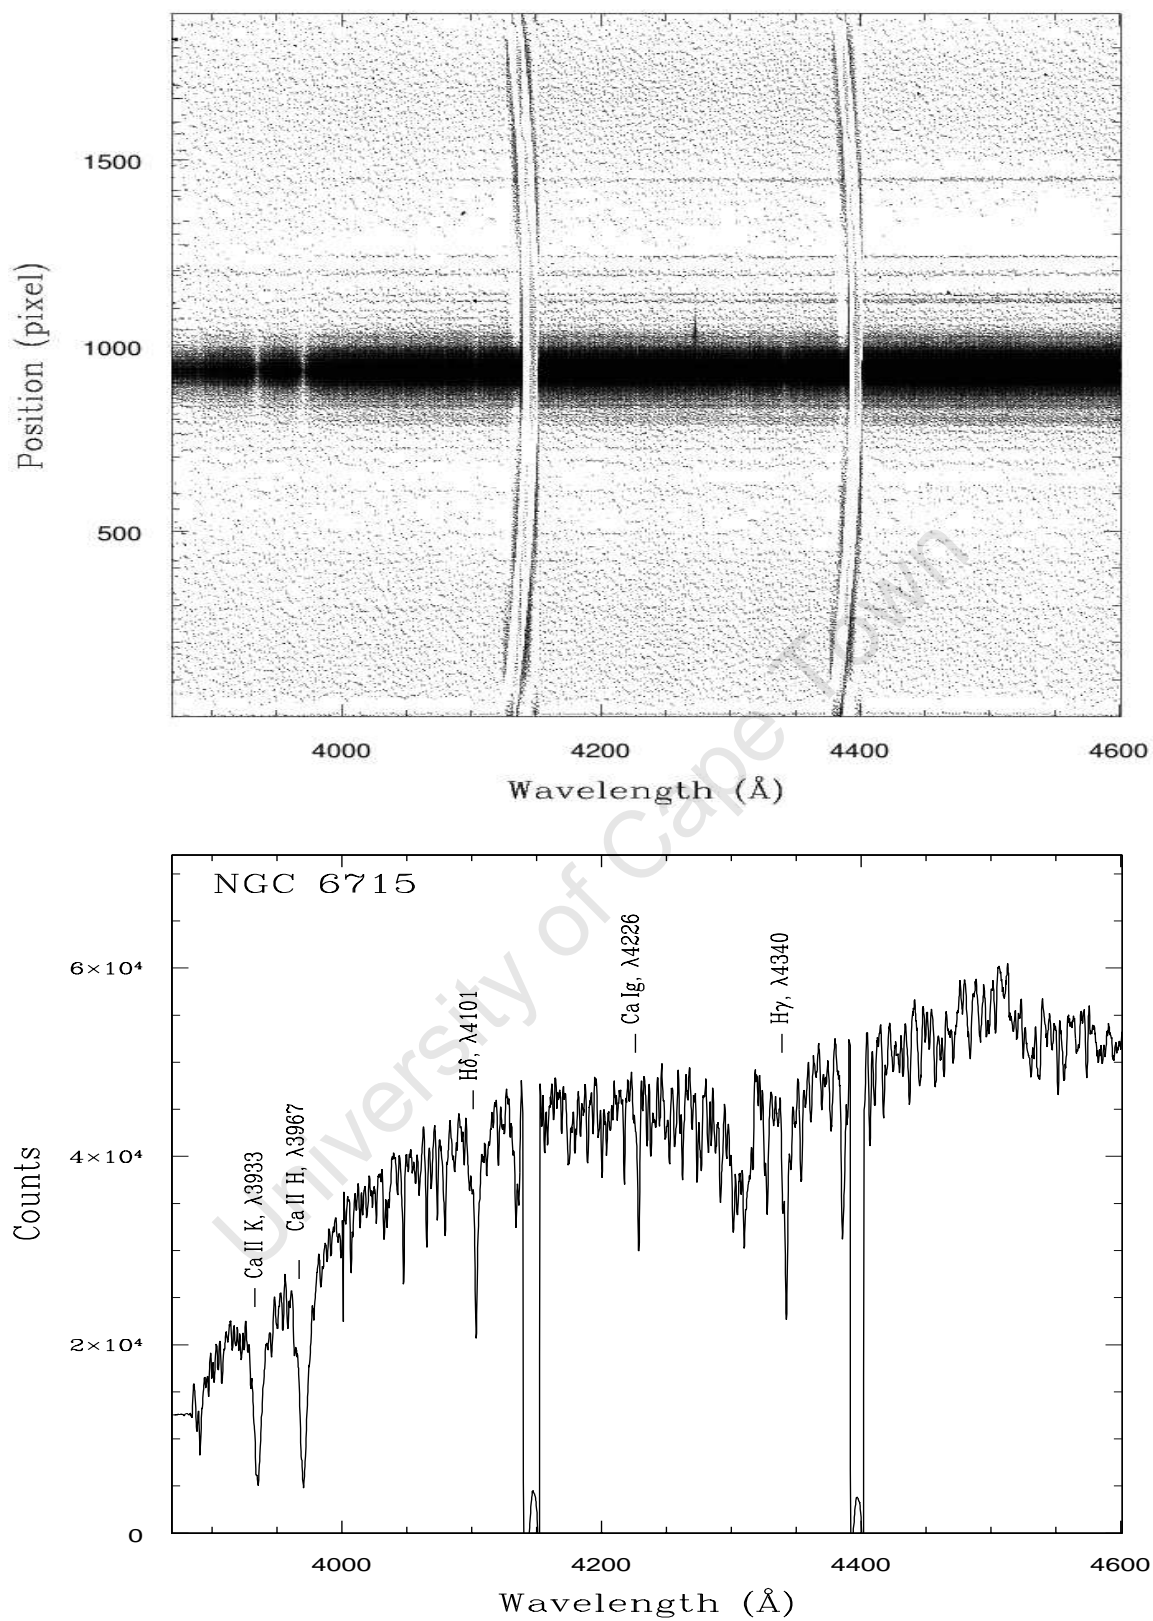 1500
1000
500
Position (pixel)
4000 4200 4400 4600
Wavelength (Å)
University of Cape Town
NGC 6715
6×10⁴
4×10⁴
2×10⁴
0
Counts
Ca II K, λ3933
Ca II H, λ3967
Hδ, λ4101
Ca Ig, λ4226
Hγ, λ4340
4000 4200 4400 4600
Wavelength (Å)